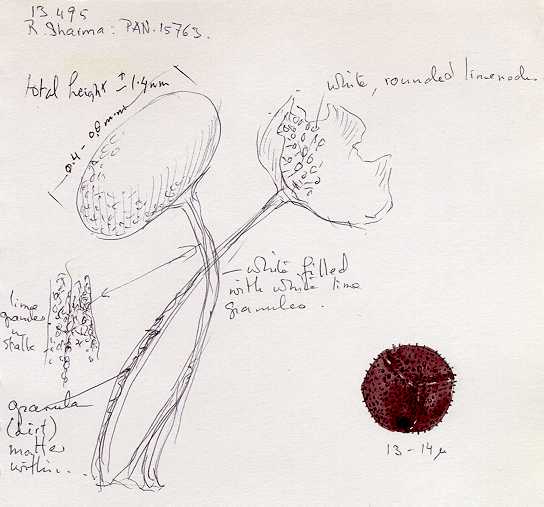 13.495
R. Sharma: PAN. 15763.
total height ± 1.4 mm
0.4 - 0.8 mm
white, rounded limenodes
white filled
with white lime
granules.
lime
granules
in
stalk
granula
(dirt)
matter
within..
13 - 14 µ